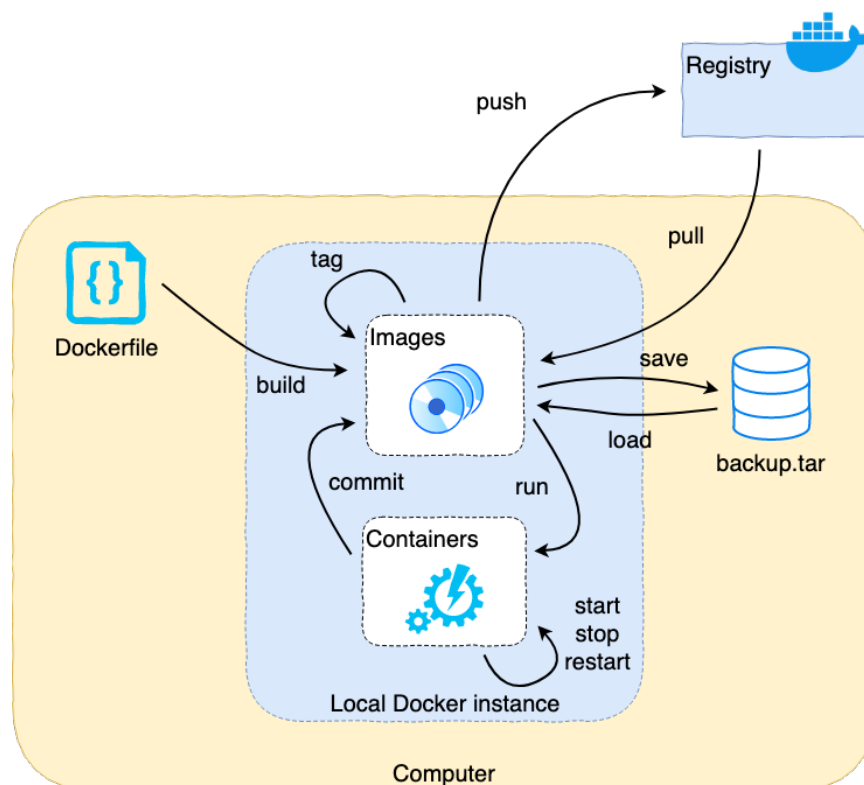 Registry
push
pull
tag
Images
Dockerfile
build
save
load
backup.tar
commit
run
Containers
start
stop
restart
Local Docker instance
Computer